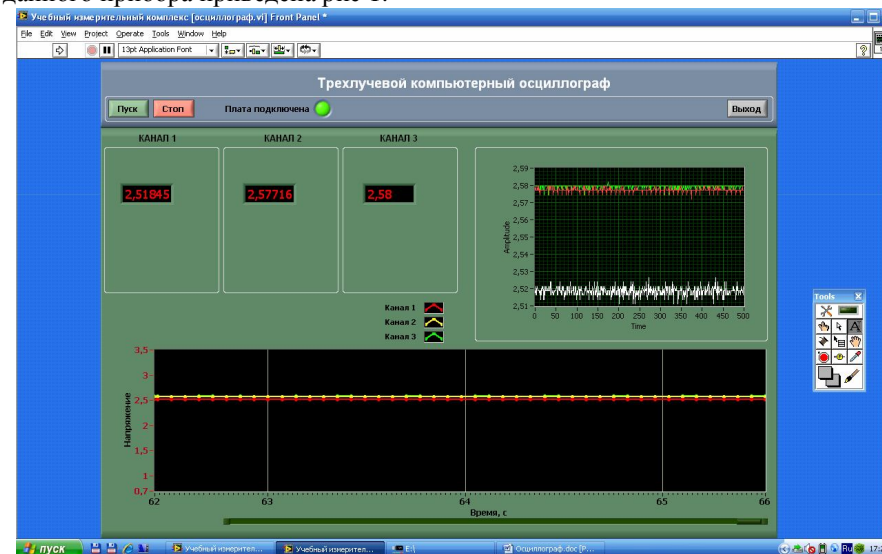 данного прибора приведена рис 1.
Учебный измерительный комплекс [осциллограф.vi] Front Panel *
File Edit View Project Operate Tools Window Help
13pt Application Font
Трехлучевой компьютерный осциллограф
Пуск Стоп Плата подключена Выход
КАНАЛ 1 КАНАЛ 2 КАНАЛ 3
2,51845 2,57716 2,58
2,59
2,58
2,57
2,56
2,55
2,54
2,53
2,52
2,51
Amplitude
0 50 100 150 200 250 300 350 400 450 500
Time
Канал 1
Канал 2
Канал 3
Tools
3,5
3
2,5
2
1,5
1
0,7
Напряжение
62 63 64 65 66
Время, с
пуск Учебный измерител... Учебный измерител... E:\ Осциллограф.doc [Р... Ru 17:2